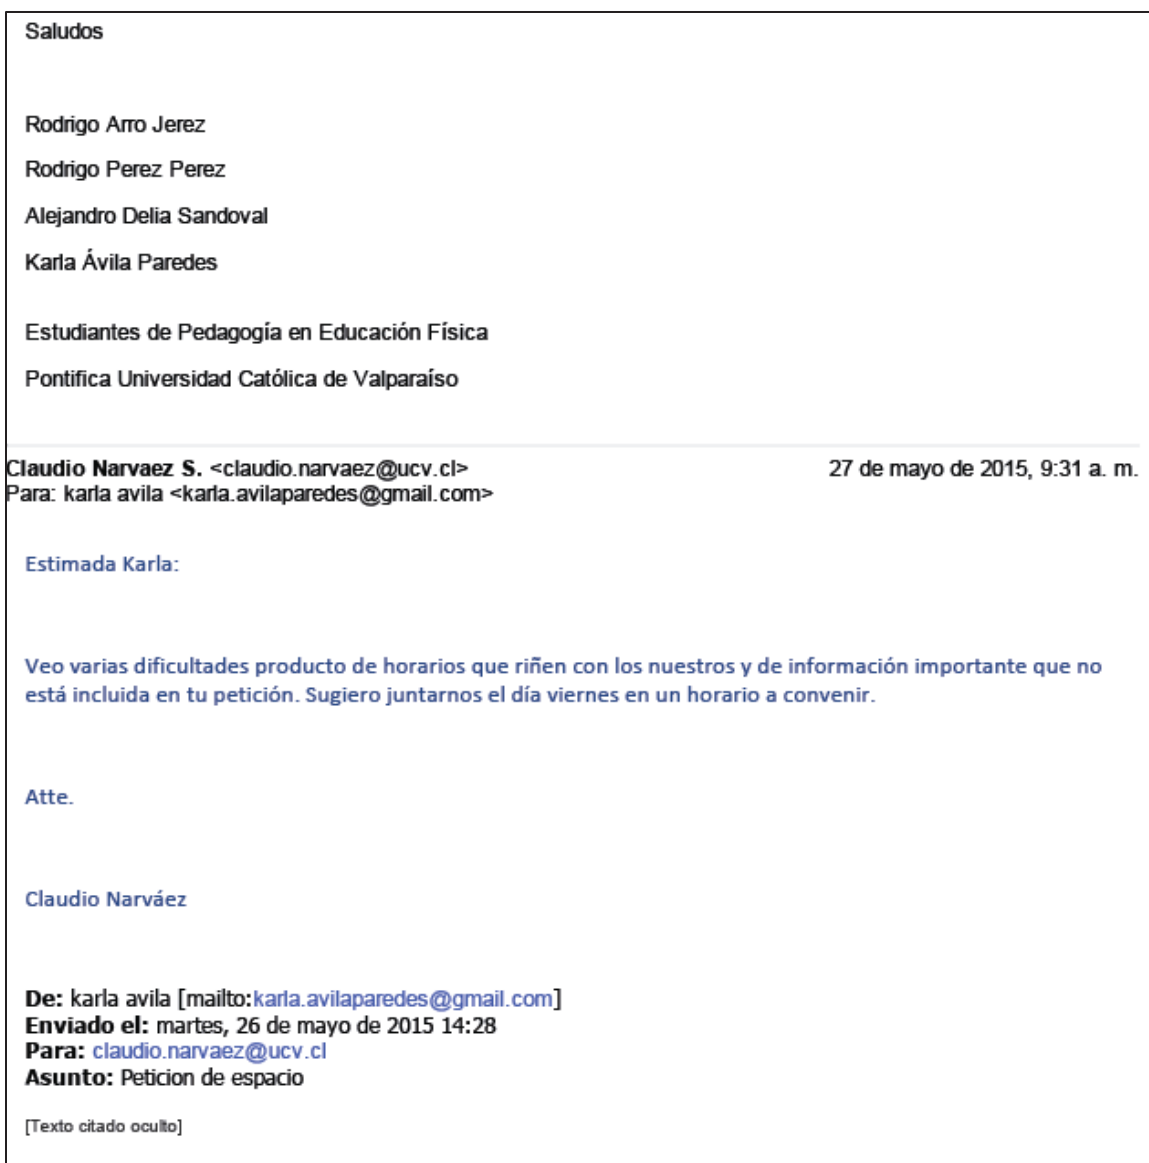 Saludos
Rodrigo Arro Jerez
Rodrigo Perez Perez
Alejandro Delia Sandoval
Karla Ávila Paredes
Estudiantes de Pedagogía en Educación Física
Pontifica Universidad Católica de Valparaíso
Claudio Narvaez S. <claudio.narvaez@ucv.cl> 27 de mayo de 2015, 9:31 a. m.
Para: karla avila <karla.avilaparedes@gmail.com>
Estimada Karla:
Veo varias dificultades producto de horarios que riñen con los nuestros y de información importante que no
está incluida en tu petición. Sugiero juntarnos el día viernes en un horario a convenir.
Atte.
Claudio Narváez
De: karla avila [mailto:karla.avilaparedes@gmail.com]
Enviado el: martes, 26 de mayo de 2015 14:28
Para: claudio.narvaez@ucv.cl
Asunto: Peticion de espacio
[Texto citado oculto]